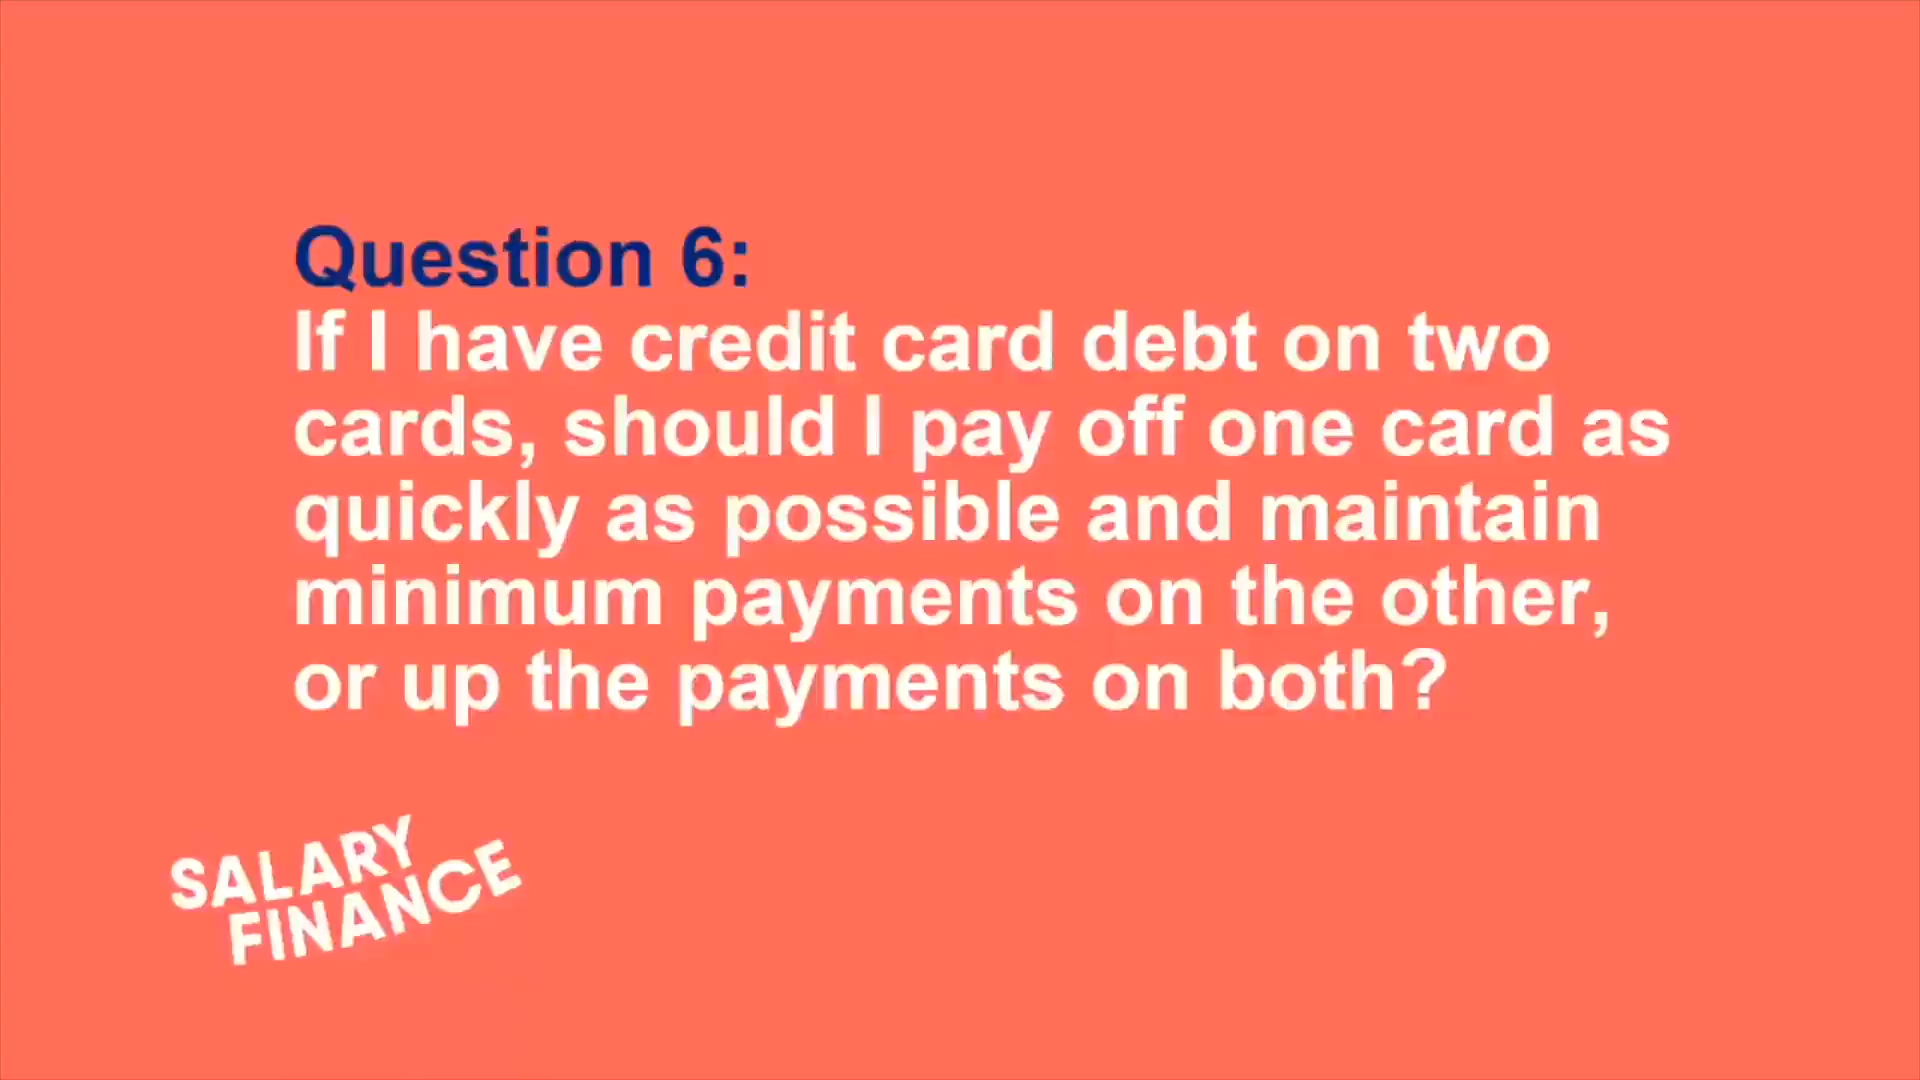 Question 6:
If I have credit card debt on two
cards, should I pay off one card as
quickly as possible and maintain
minimum payments on the other,
or up the payments on both?
SALARY
FINANCE